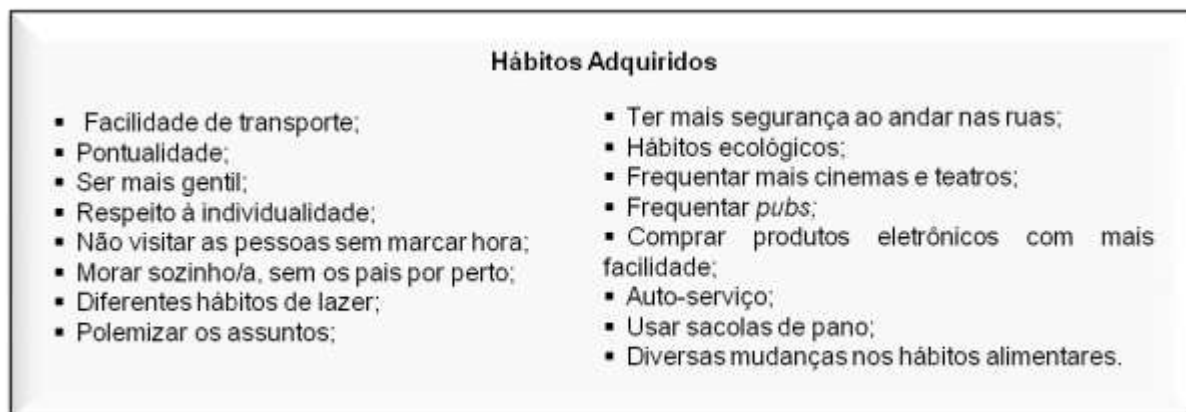 Hábitos Adquiridos
▪ Facilidade de transporte;
▪ Pontualidade;
▪ Ser mais gentil;
▪ Respeito à individualidade;
▪ Não visitar as pessoas sem marcar hora;
▪ Morar sozinho/a, sem os pais por perto;
▪ Diferentes hábitos de lazer;
▪ Polemizar os assuntos;
▪ Ter mais segurança ao andar nas ruas;
▪ Hábitos ecológicos;
▪ Frequentar mais cinemas e teatros;
▪ Frequentar pubs;
▪ Comprar produtos eletrônicos com mais
facilidade;
▪ Auto-serviço;
▪ Usar sacolas de pano;
▪ Diversas mudanças nos hábitos alimentares.